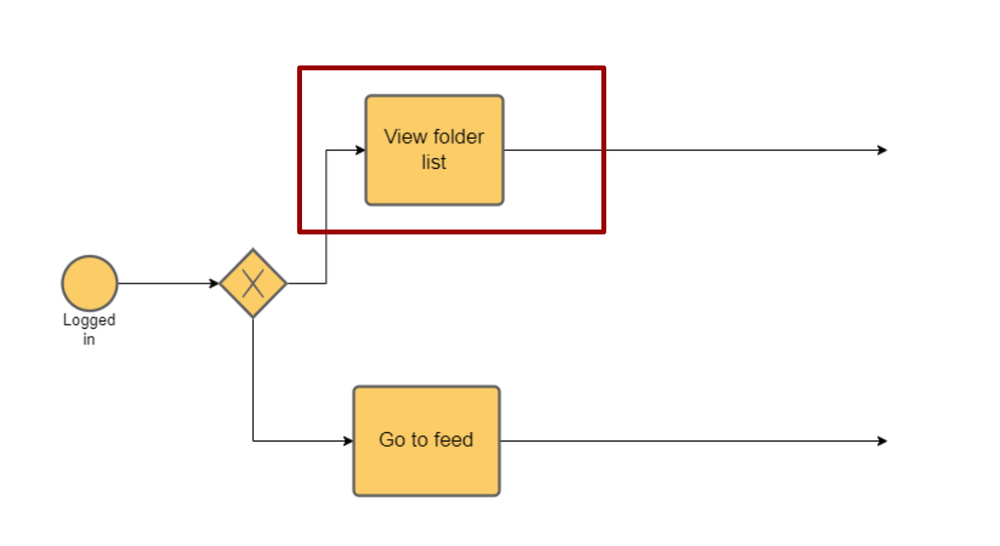 View folder
list
Logged
in
Go to feed